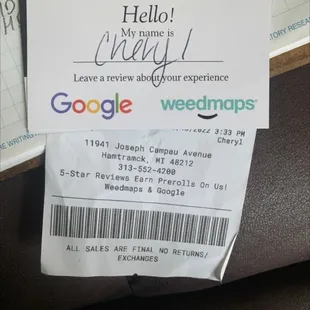 Hello!
My name is
Cheryl
Leave a review about your experience
Google weedmaps
2022 3:33 PM
Cheryl
11941 Joseph Campau Avenue
Hamtramck, MI 48212
313-552-4200
5-Star Reviews Earn Prerolls On Us!
Weedmaps & Google
ALL SALES ARE FINAL NO RETURNS/
EXCHANGES